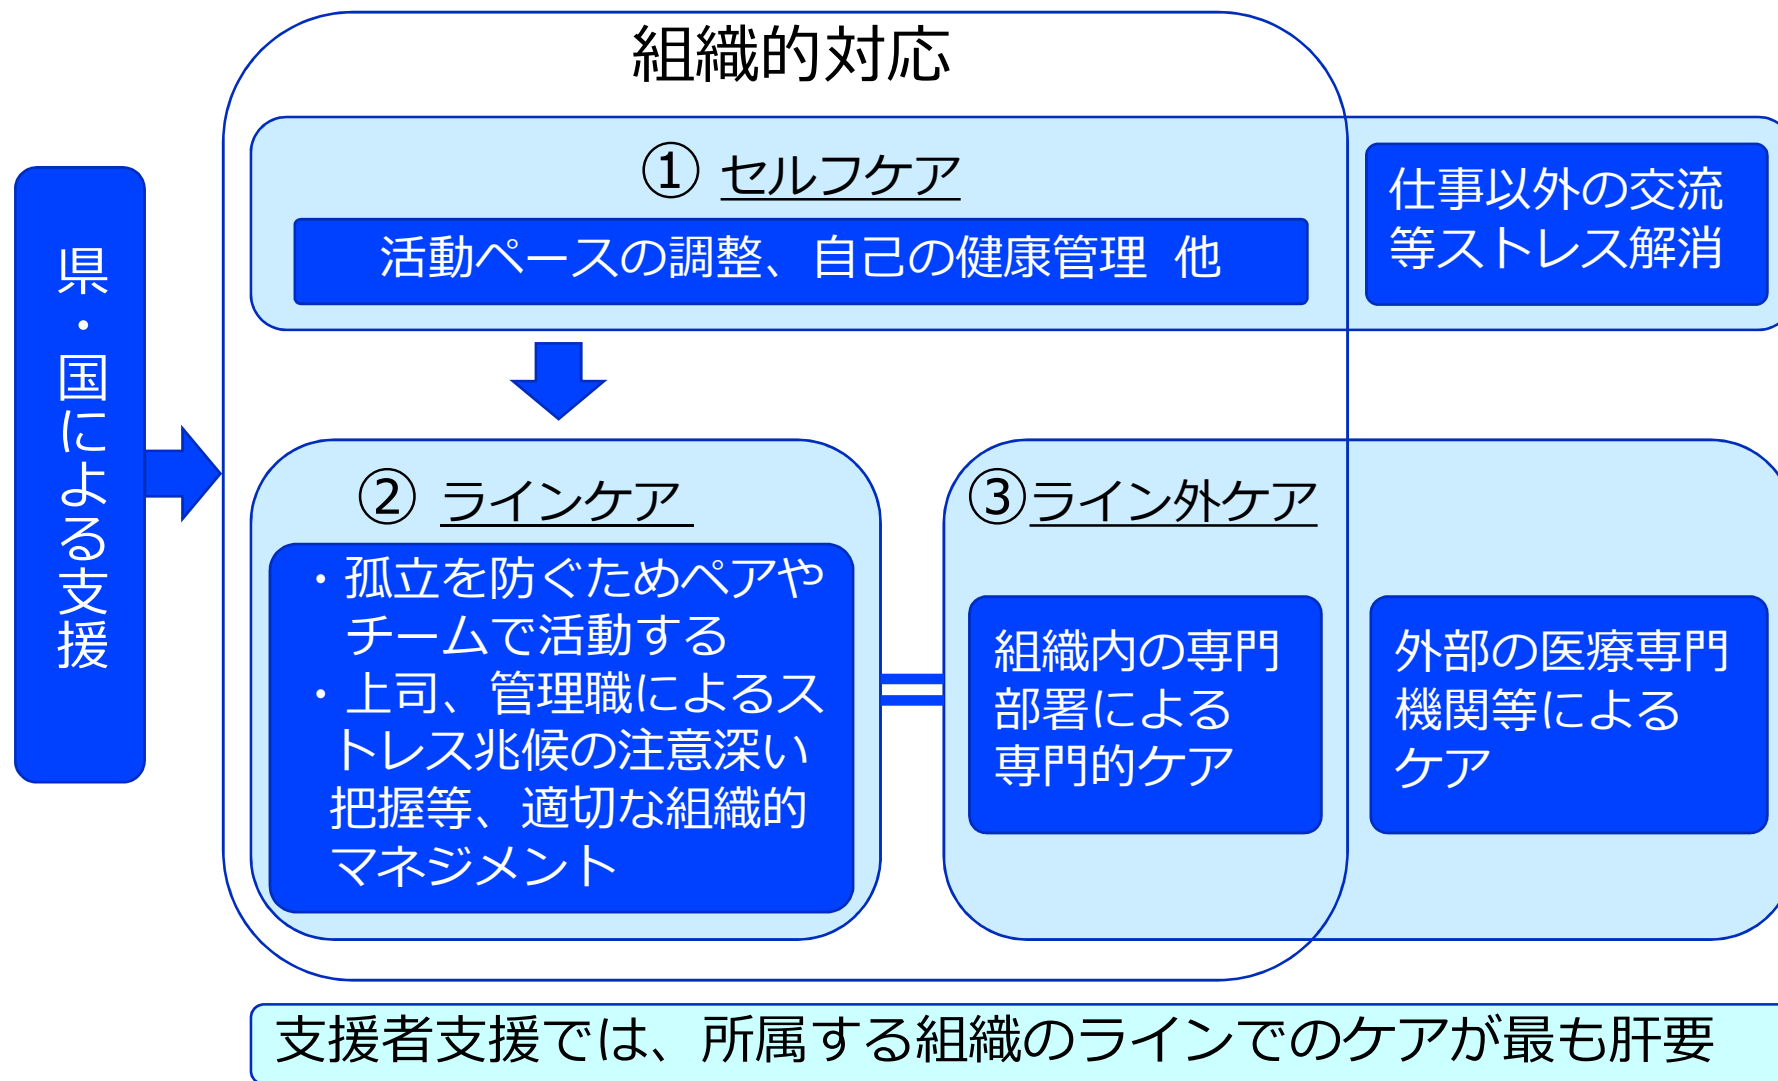 組織的対応
県・国による支援
① セルフケア
活動ペースの調整、自己の健康管理 他
仕事以外の交流
等ストレス解消
② ラインケア
・孤立を防ぐためペアや
チームで活動する
・上司、管理職によるス
トレス兆候の注意深い
把握等、適切な組織的
マネジメント
③ライン外ケア
組織内の専門
部署による
専門的ケア
外部の医療専門
機関等による
ケア
支援者支援では、所属する組織のラインでのケアが最も肝要